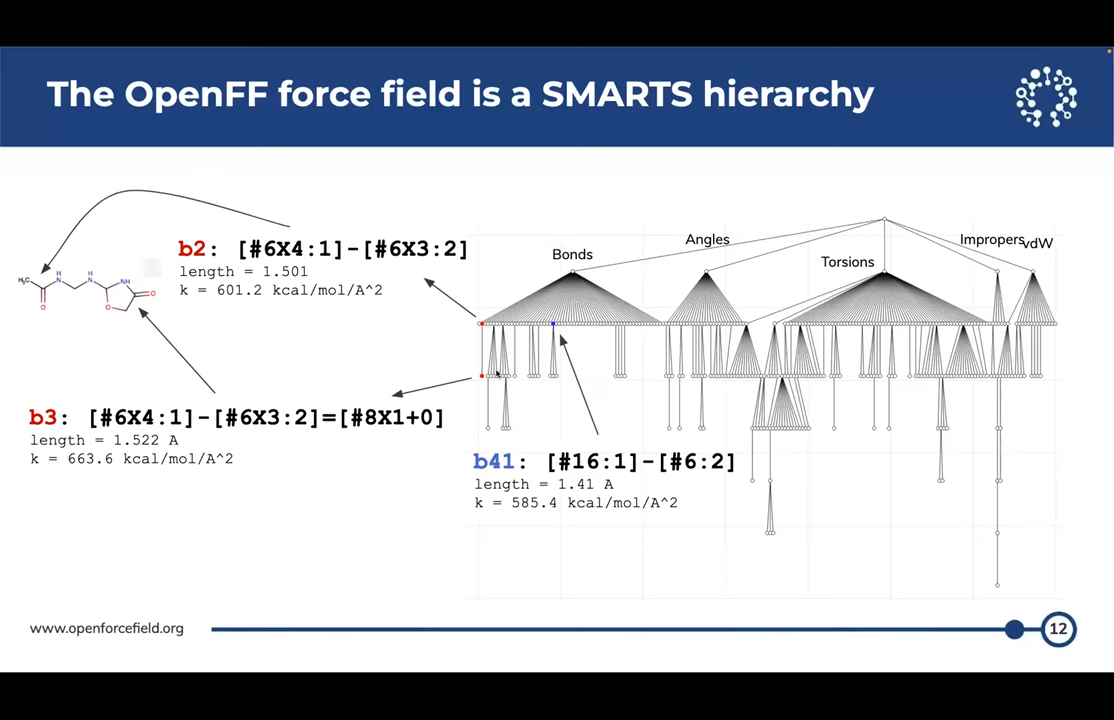 The OpenFF force field is a SMARTS hierarchy
b2: [#6X4:1]-[#6X3:2]
length = 1.501
k = 601.2 kcal/mol/A^2
H₃C
H
N
H
N
NH
O
O
O
b3: [#6X4:1]-[#6X3:2]=[#8X1+0]
length = 1.522 A
k = 663.6 kcal/mol/A^2
Bonds
Angles
Torsions
Impropers
vdW
b41: [#16:1]-[#6:2]
length = 1.41 A
k = 585.4 kcal/mol/A^2
www.openforcefield.org
12